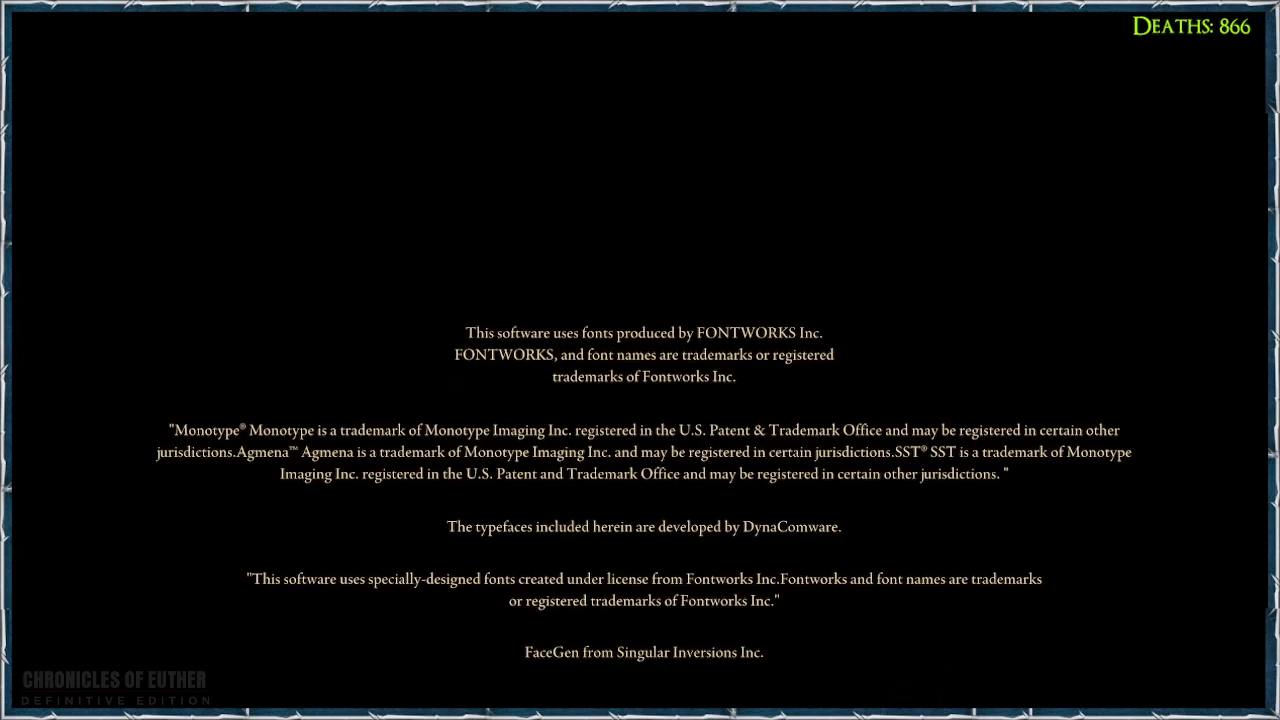 Deaths: 866
This software uses fonts produced by FONTWORKS Inc.
FONTWORKS, and font names are trademarks or registered
trademarks of Fontworks Inc.
"Monotype® Monotype is a trademark of Monotype Imaging Inc. registered in the U.S. Patent & Trademark Office and may be registered in certain other
jurisdictions.Agmena™ Agmena is a trademark of Monotype Imaging Inc. and may be registered in certain jurisdictions.SST® SST is a trademark of Monotype
Imaging Inc. registered in the U.S. Patent and Trademark Office and may be registered in certain other jurisdictions. "
The typefaces included herein are developed by DynaComware.
"This software uses specially-designed fonts created under license from Fontworks Inc.Fontworks and font names are trademarks
or registered trademarks of Fontworks Inc."
FaceGen from Singular Inversions Inc.
CHRONICLES OF EUTHER
DEFINITIVE EDITION